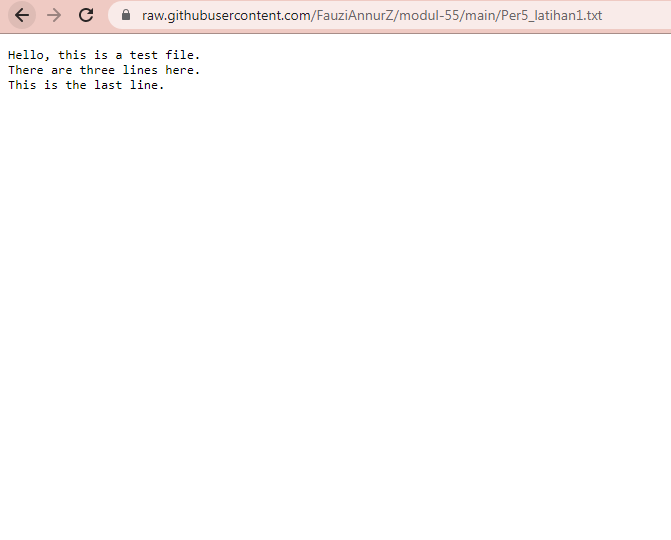 raw.githubusercontent.com/FauziAnnurZ/modul-55/main/Per5_latihan1.txt
Hello, this is a test file.
There are three lines here.
This is the last line.